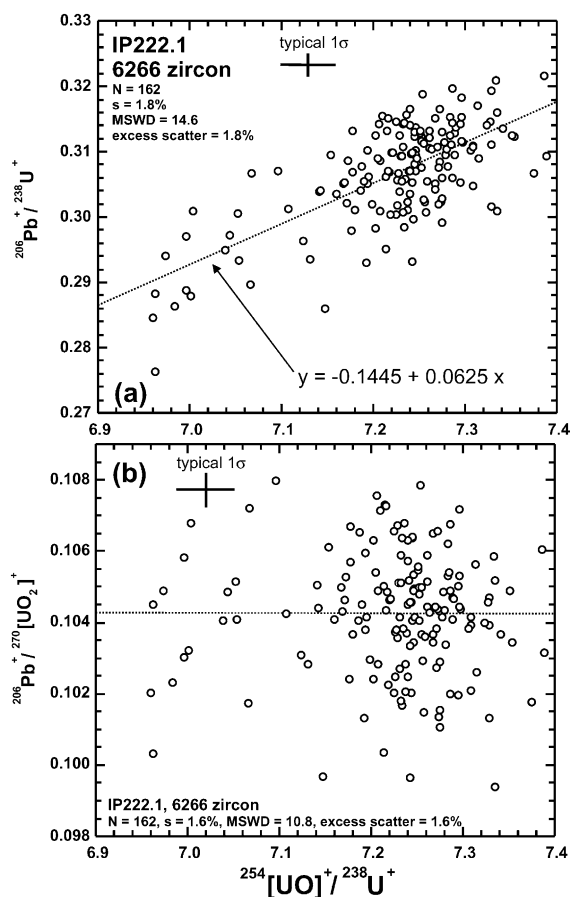 0.33
0.32
0.31
0.30
0.29
0.28
0.27
IP222.1
6266 zircon
N = 162
s = 1.8%
MSWD = 14.6
excess scatter = 1.8%
typical 1σ
²⁰⁶Pb⁺/²³⁸U⁺
y = -0.1445 + 0.0625 x
(a)
6.9 7.0 7.1 7.2 7.3 7.4
(b)
typical 1σ
0.108
0.106
0.104
0.102
0.100
0.098
²⁰⁶Pb⁺/²⁷⁰[UO₂]⁺
IP222.1, 6266 zircon
N = 162, s = 1.6%, MSWD = 10.8, excess scatter = 1.6%
6.9 7.0 7.1 7.2 7.3 7.4
²⁵⁴[UO]⁺/²³⁸U⁺